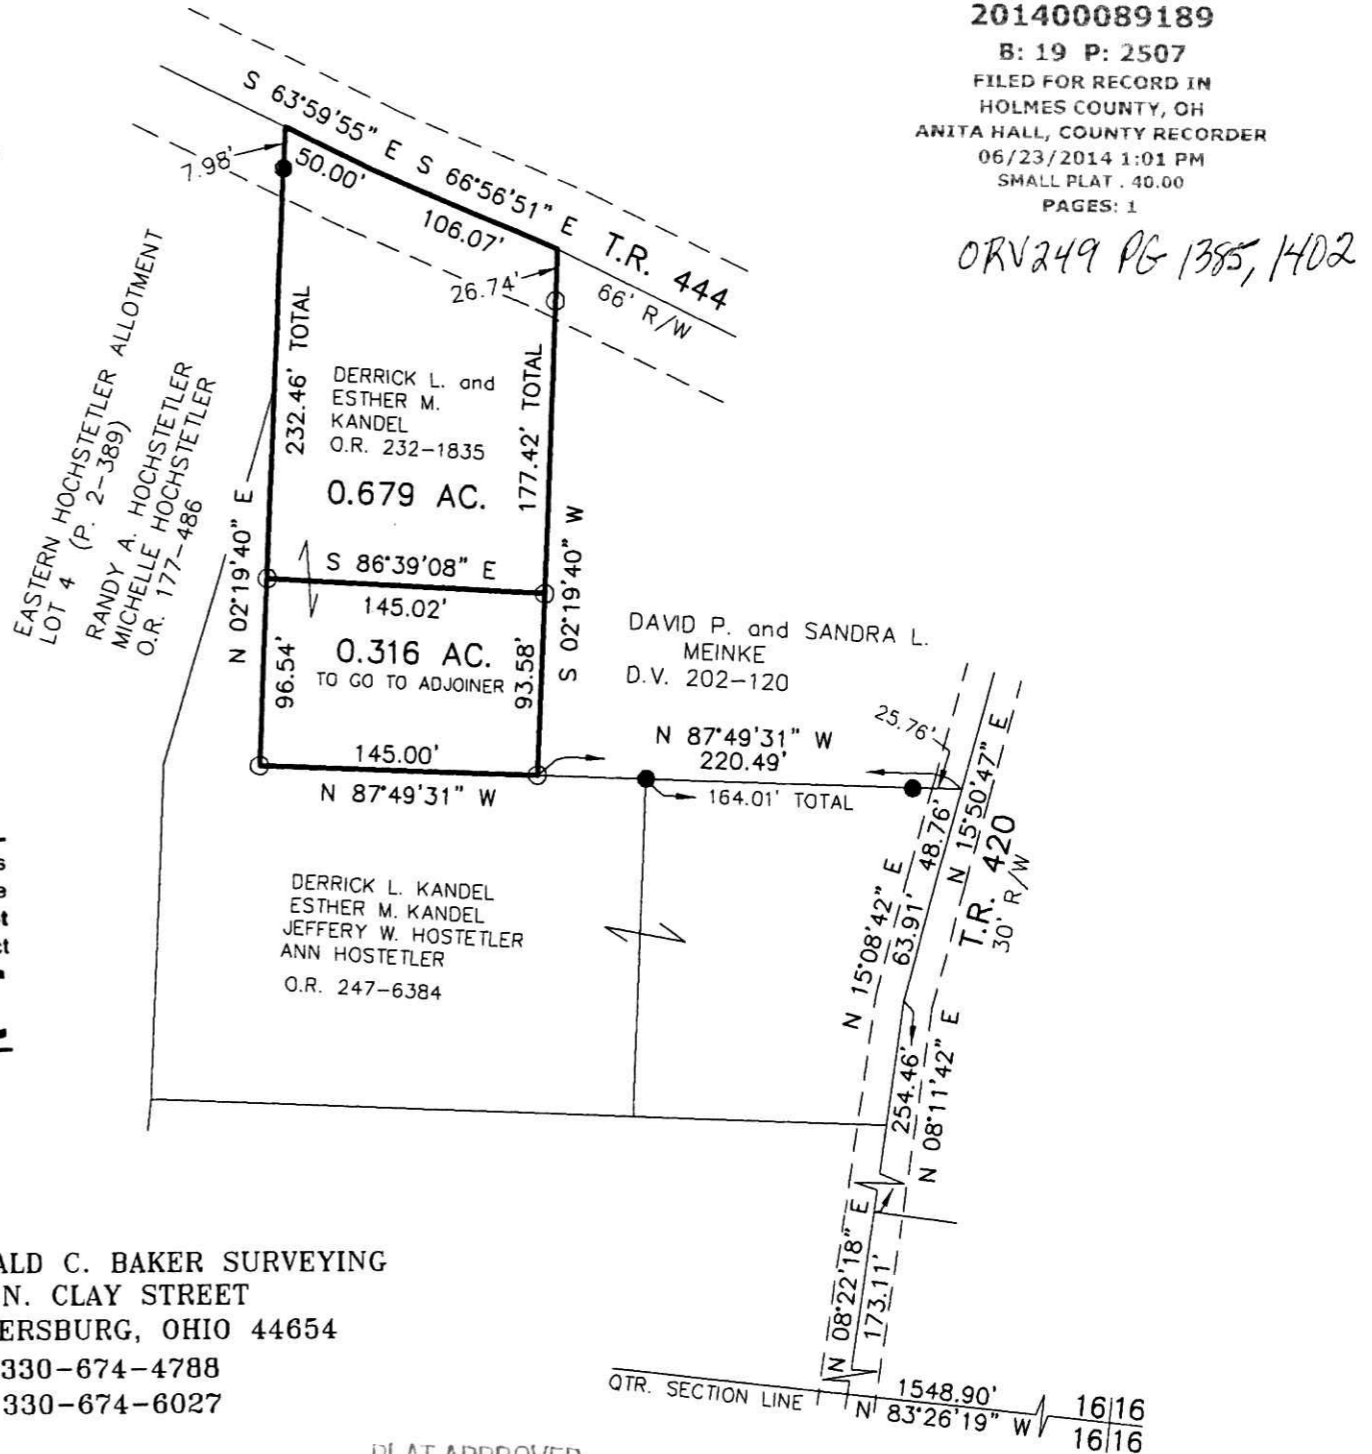 201400089189
B: 19 P: 2507
FILED FOR RECORD IN
HOLMES COUNTY, OH
ANITA HALL, COUNTY RECORDER
06/23/2014 1:01 PM
SMALL PLAT . 40.00
PAGES: 1
ORV249 PG 1385, 1402
S 63°59'55" E
S 66°56'51" E
T.R. 444
7.98'
50.00'
106.07'
26.74'
66' R/W
EASTERN HOCHSTETLER ALLOTMENT
LOT 4 (P. 2-389)
RANDY A. HOCHSTETLER
MICHELLE HOCHSTETLER
O.R. 177-486
232.46' TOTAL
DERRICK L. and
ESTHER M.
KANDEL
O.R. 232-1835
0.679 AC.
177.42' TOTAL
N 02°19'40" E
S 02°19'40" W
S 86°39'08" E
145.02'
0.316 AC.
TO GO TO ADJOINER
96.54'
93.58'
145.00'
N 87°49'31" W
DAVID P. and SANDRA L.
MEINKE
D.V. 202-120
25.76'
N 87°49'31" W
220.49'
164.01' TOTAL
N 15°50'47" E
48.76'
T.R. 420
30' R/W
N 15°08'42" E
63.91'
DERRICK L. KANDEL
ESTHER M. KANDEL
JEFFERY W. HOSTETLER
ANN HOSTETLER
O.R. 247-6384
254.46'
N 08°11'42" E
N 08°22'18" E
173.11'
ALD C. BAKER SURVEYING
N. CLAY STREET
ERSBURG, OHIO 44654
330-674-4788
330-674-6027
QTR. SECTION LINE
1548.90'
N 83°26'19" W
16|16
16|16
PLAT APPROVED